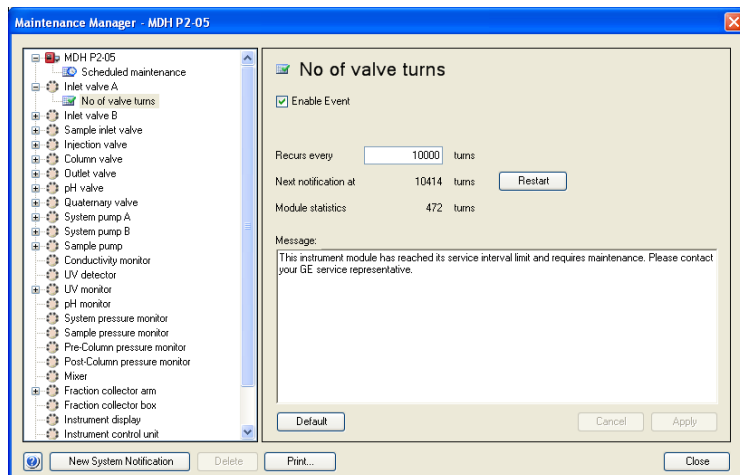 Maintenance Manager - MDH P2-05
MDH P2-05
Scheduled maintenance
Inlet valve A
No of valve turns
Inlet valve B
Sample inlet valve
Injection valve
Column valve
Outlet valve
pH valve
Quaternary valve
System pump A
System pump B
Sample pump
Conductivity monitor
UV detector
UV monitor
pH monitor
System pressure monitor
Sample pressure monitor
Pre-Column pressure monitor
Post-Column pressure monitor
Mixer
Fraction collector arm
Fraction collector box
Instrument display
Instrument control unit
No of valve turns
Enable Event
Recurs every 10000 turns
Next notification at 10414 turns Restart
Module statistics 472 turns
Message:
This instrument module has reached its service interval limit and requires maintenance. Please contact
your GE service representative.
Default Cancel Apply
New System Notification Delete Print... Close